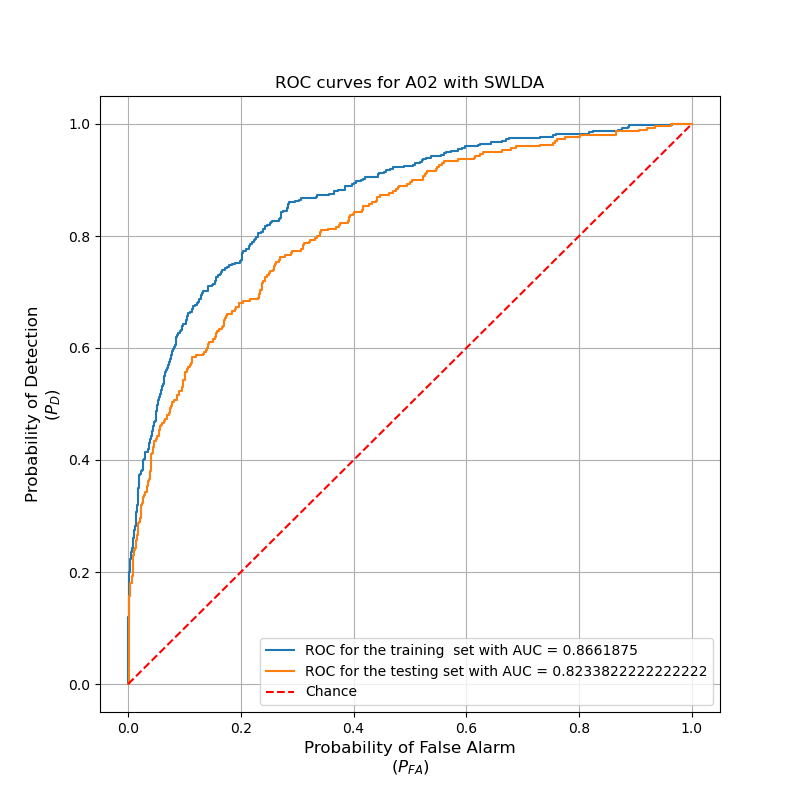 ROC curves for A02 with SWLDA
1.0
0.8
0.6
0.4
0.2
0.0
Probability of Detection
(P_D)
ROC for the training  set with AUC = 0.8661875
ROC for the testing set with AUC = 0.8233822222222222
Chance
0.0 0.2 0.4 0.6 0.8 1.0
Probability of False Alarm
(P_{FA})